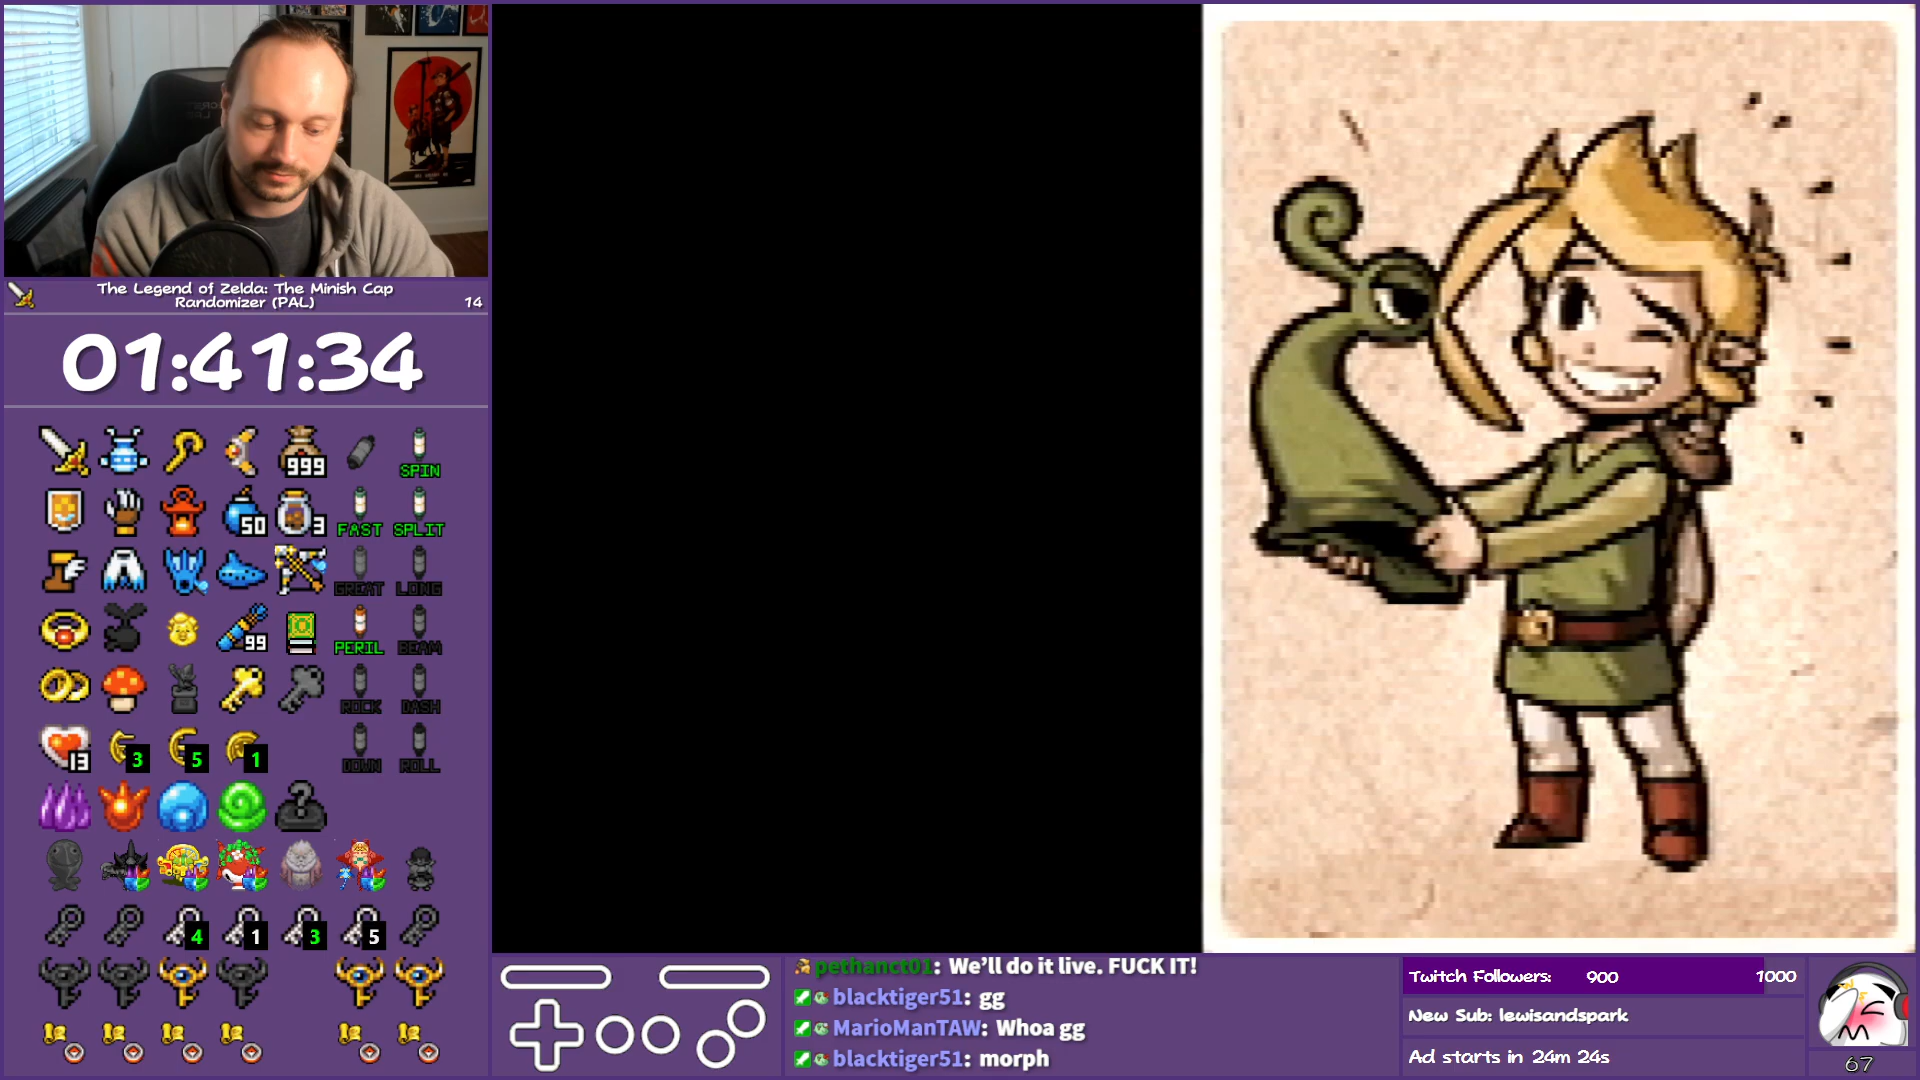 The Legend of Zelda: The Minish Cap
Randomizer (PAL)
14
01:41:34
999
SPIN
50
3
FAST
SPLIT
GREAT
LONG
99
PERIL
BEAM
ROCK
DASH
13
3
5
1
DOWN
ROLL
?
4
1
3
5
pethanct01: We'll do it live. FUCK IT!
blacktiger51: gg
MarioManTAW: Whoa gg
blacktiger51: morph
Twitch Followers: 900 1000
New Sub: lewisandspark
Ad starts in 24m 24s
67